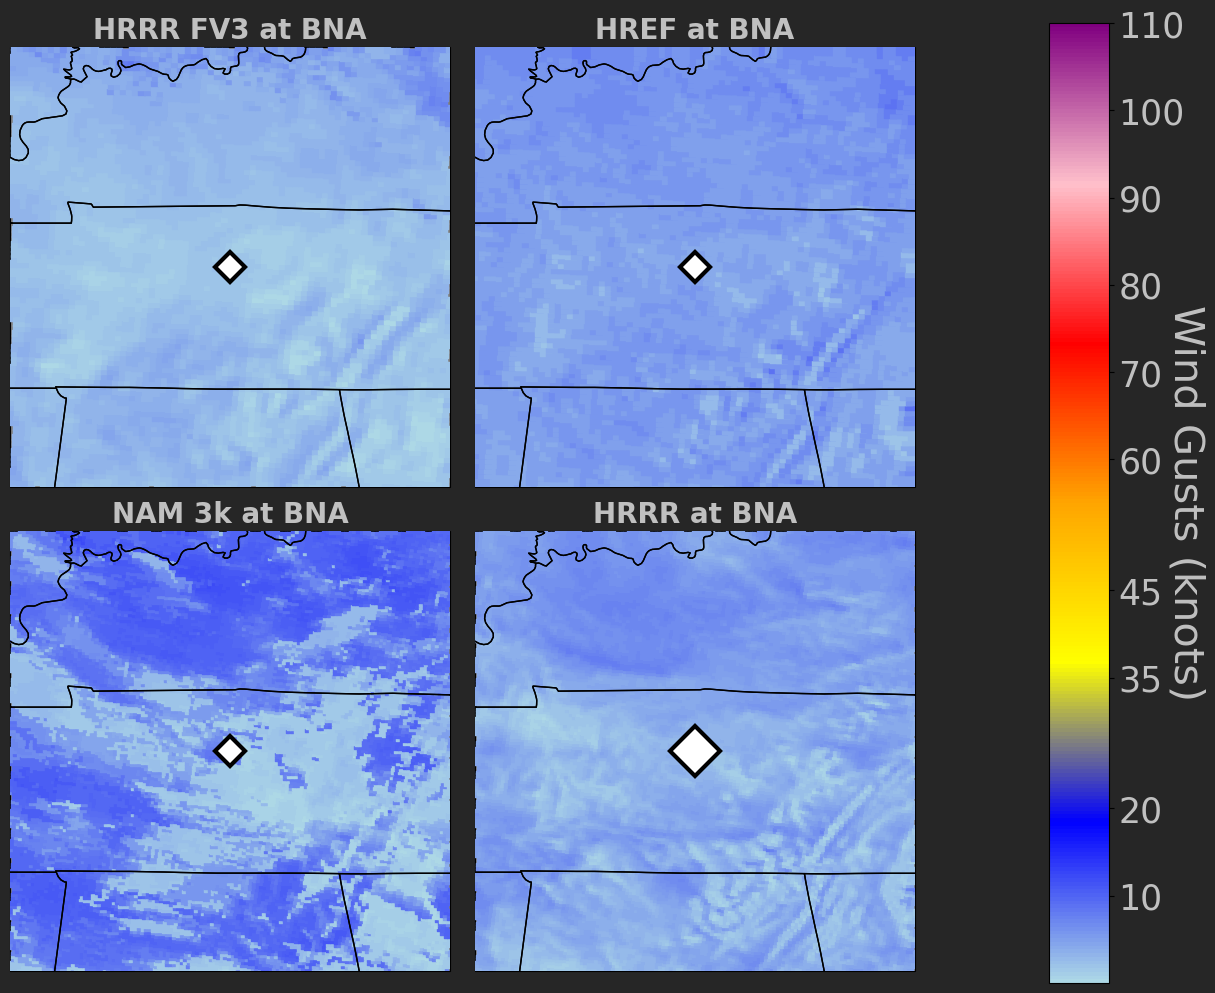 HRRR FV3 at BNA
HREF at BNA
NAM 3k at BNA
HRRR at BNA
110
100
90
80
70
60
45
35
20
10
Wind Gusts (knots)